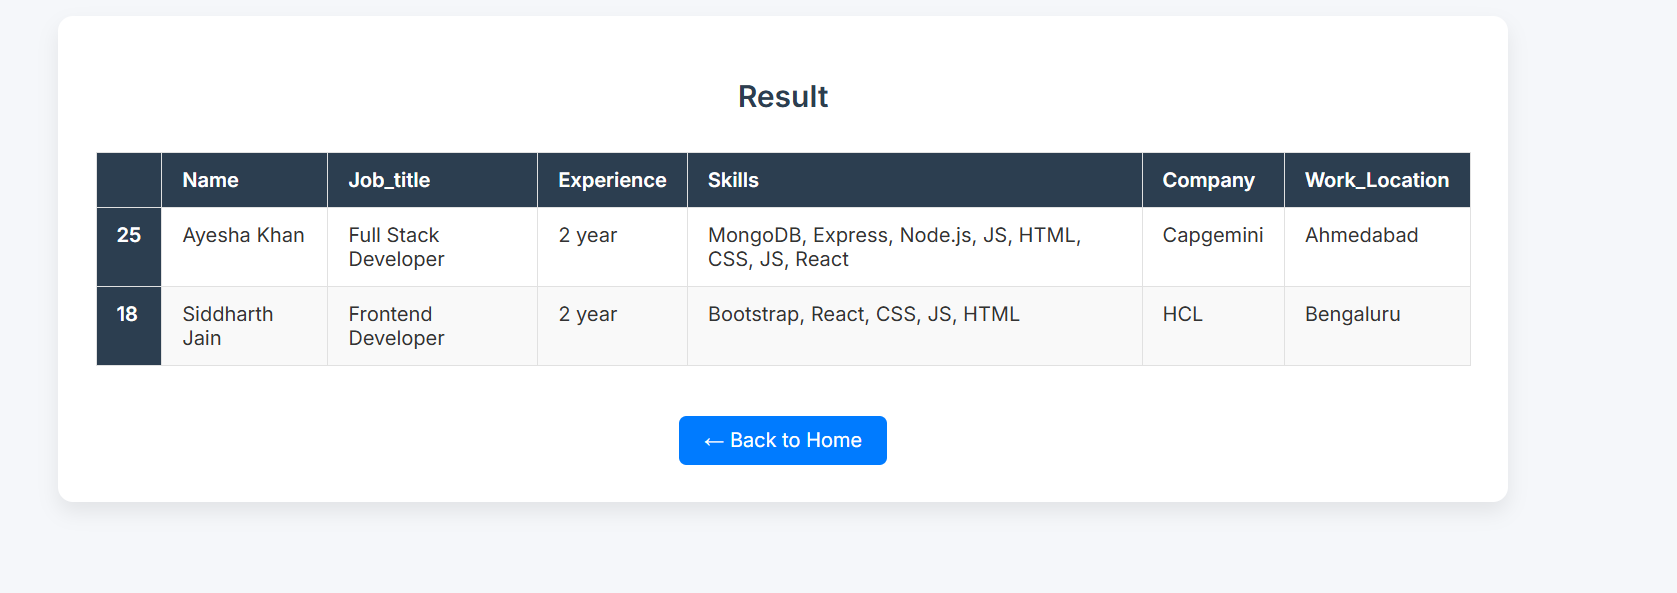 Result
Name Job_title Experience Skills Company Work_Location
25 Ayesha Khan Full Stack 2 year MongoDB, Express, Node.js, JS, HTML, Capgemini Ahmedabad
Developer CSS, JS, React
18 Siddharth Frontend 2 year Bootstrap, React, CSS, JS, HTML HCL Bengaluru
Jain Developer
← Back to Home